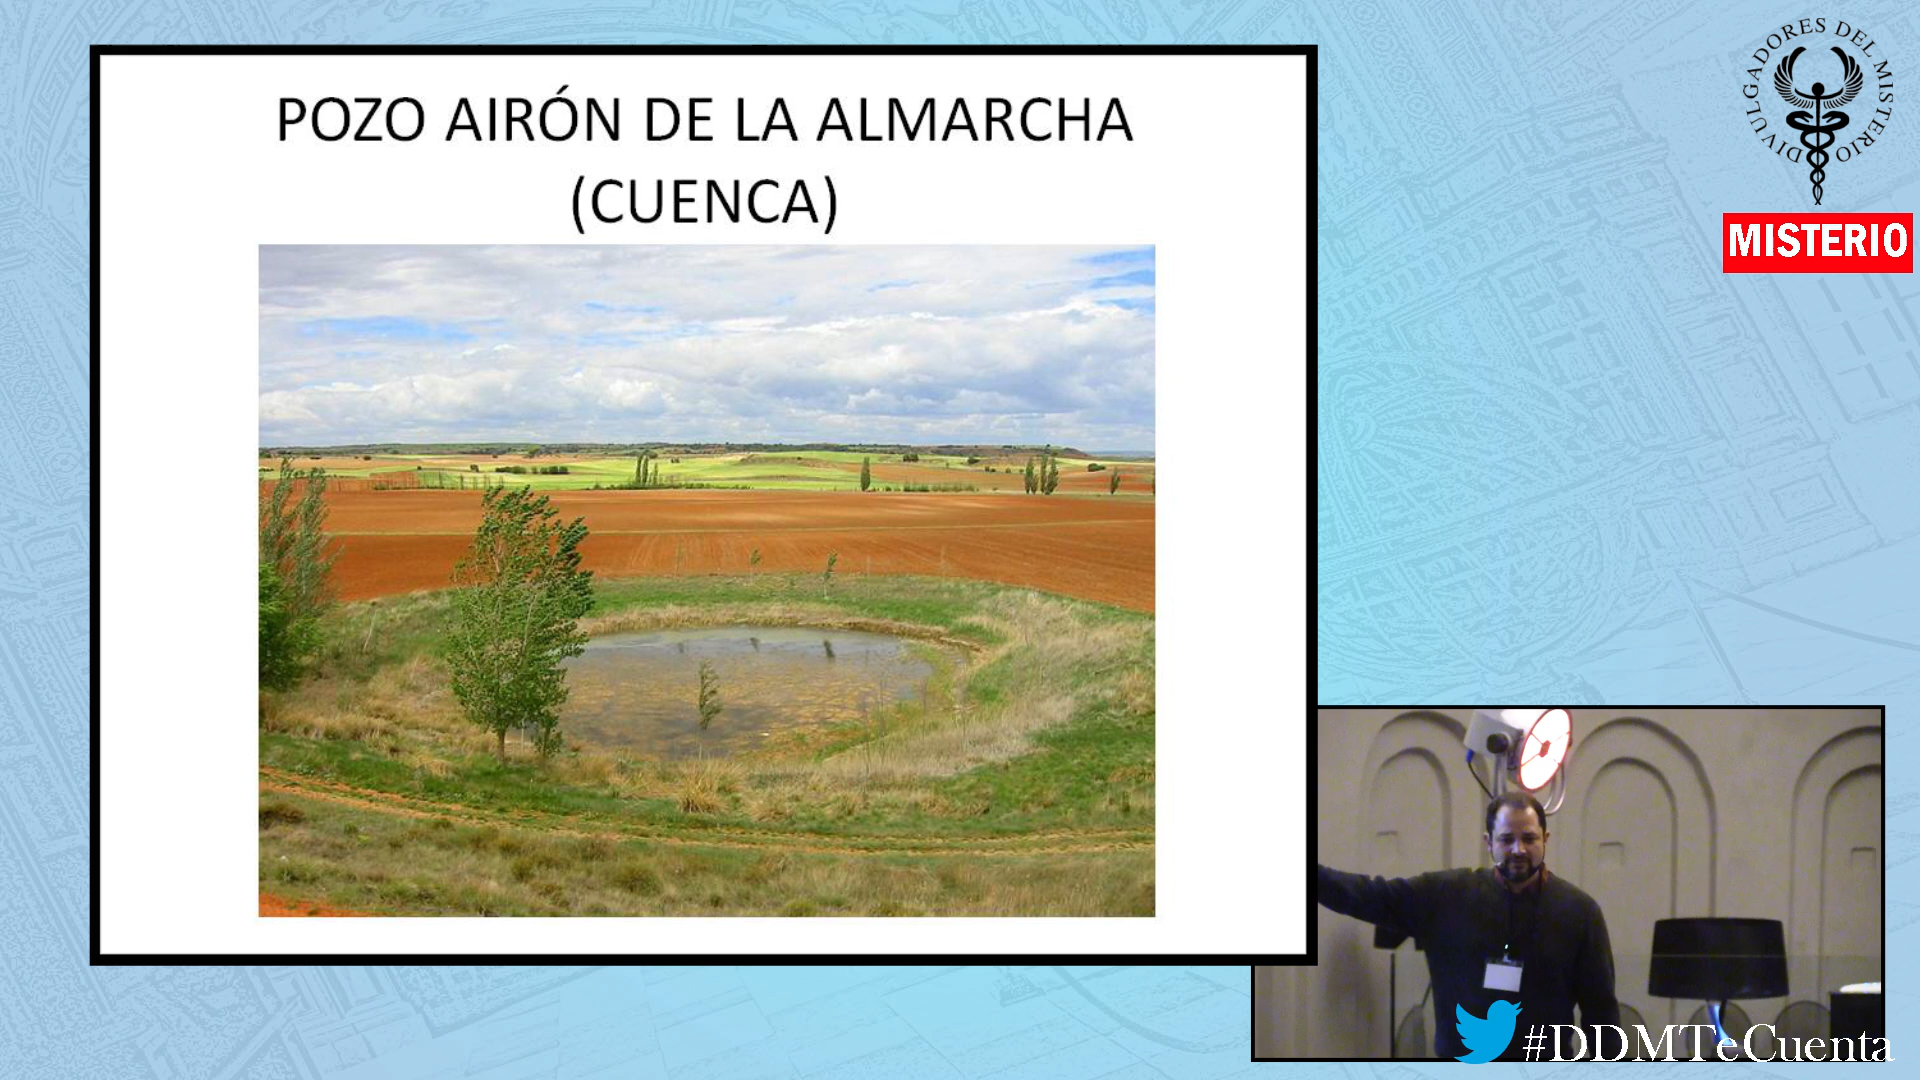 POZO AIRÓN DE LA ALMARCHA
(CUENCA)
DIVULGADORES DEL MISTERIO
MISTERIO
#DDMTeCuenta